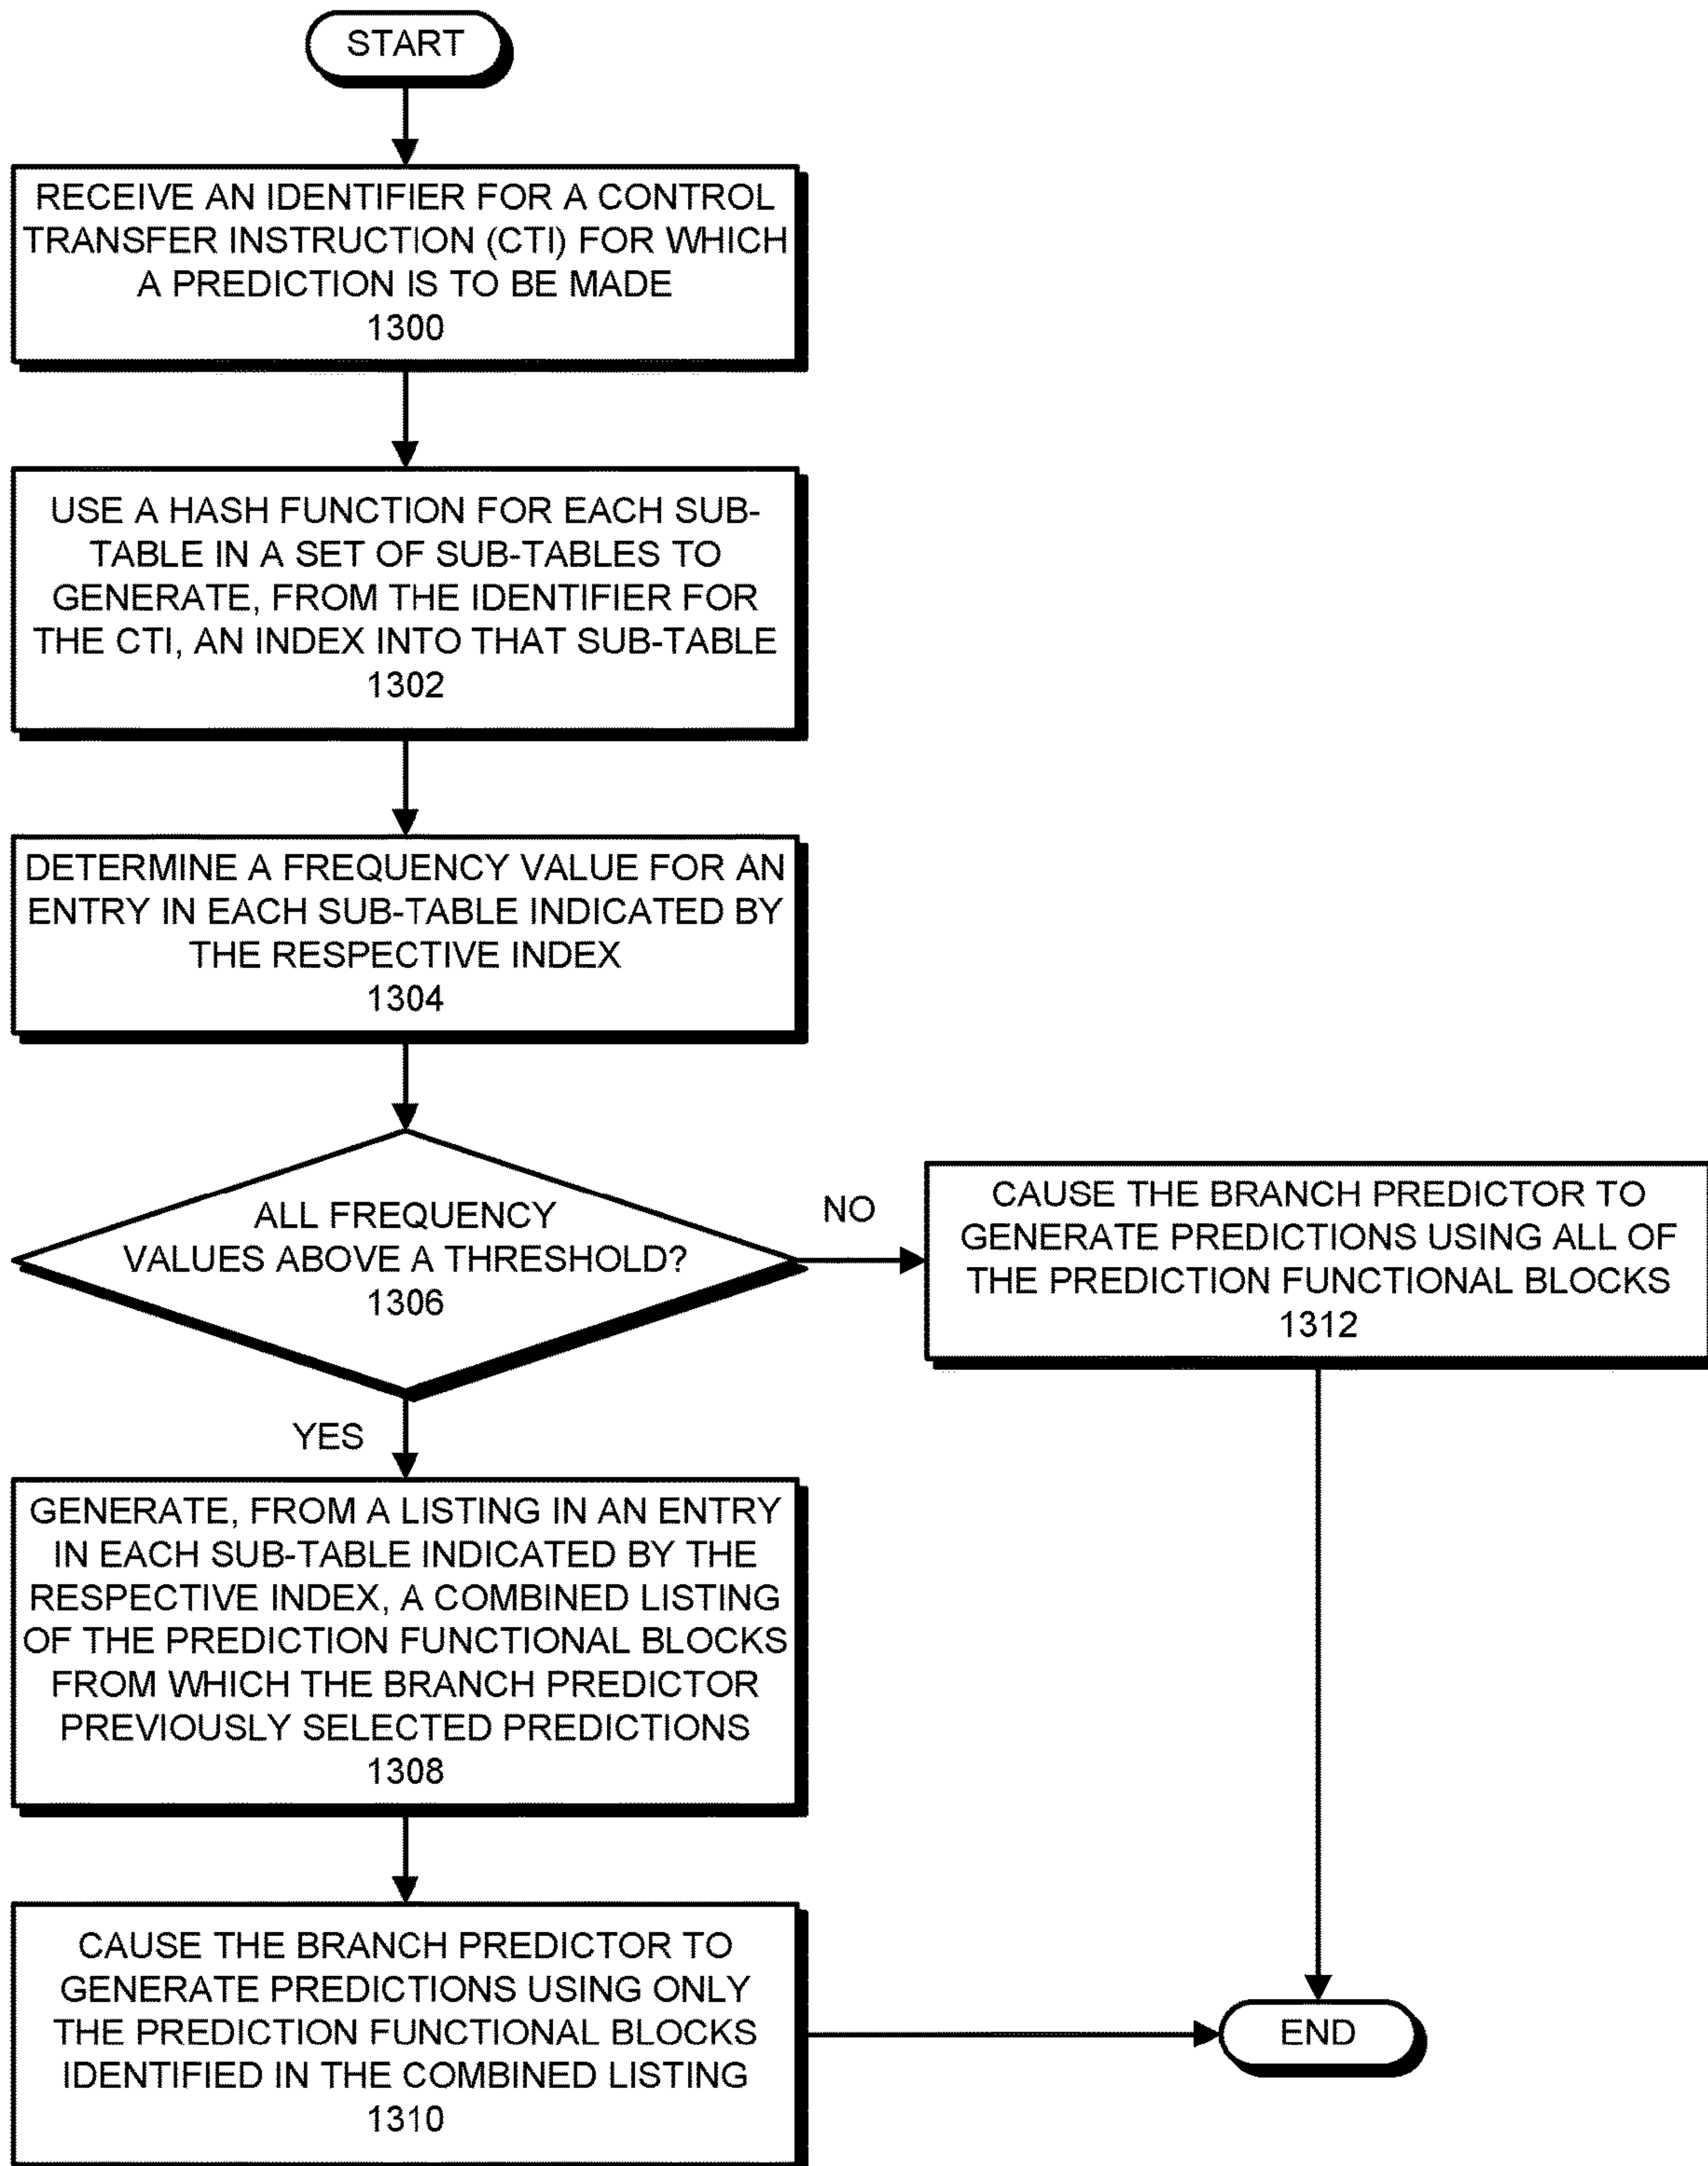 START
RECEIVE AN IDENTIFIER FOR A CONTROL
TRANSFER INSTRUCTION (CTI) FOR WHICH
A PREDICTION IS TO BE MADE
1300
USE A HASH FUNCTION FOR EACH SUB-
TABLE IN A SET OF SUB-TABLES TO
GENERATE, FROM THE IDENTIFIER FOR
THE CTI, AN INDEX INTO THAT SUB-TABLE
1302
DETERMINE A FREQUENCY VALUE FOR AN
ENTRY IN EACH SUB-TABLE INDICATED BY
THE RESPECTIVE INDEX
1304
ALL FREQUENCY
VALUES ABOVE A THRESHOLD?
1306
NO
CAUSE THE BRANCH PREDICTOR TO
GENERATE PREDICTIONS USING ALL OF
THE PREDICTION FUNCTIONAL BLOCKS
1312
YES
GENERATE, FROM A LISTING IN AN ENTRY
IN EACH SUB-TABLE INDICATED BY THE
RESPECTIVE INDEX, A COMBINED LISTING
OF THE PREDICTION FUNCTIONAL BLOCKS
FROM WHICH THE BRANCH PREDICTOR
PREVIOUSLY SELECTED PREDICTIONS
1308
CAUSE THE BRANCH PREDICTOR TO
GENERATE PREDICTIONS USING ONLY
THE PREDICTION FUNCTIONAL BLOCKS
IDENTIFIED IN THE COMBINED LISTING
1310
END